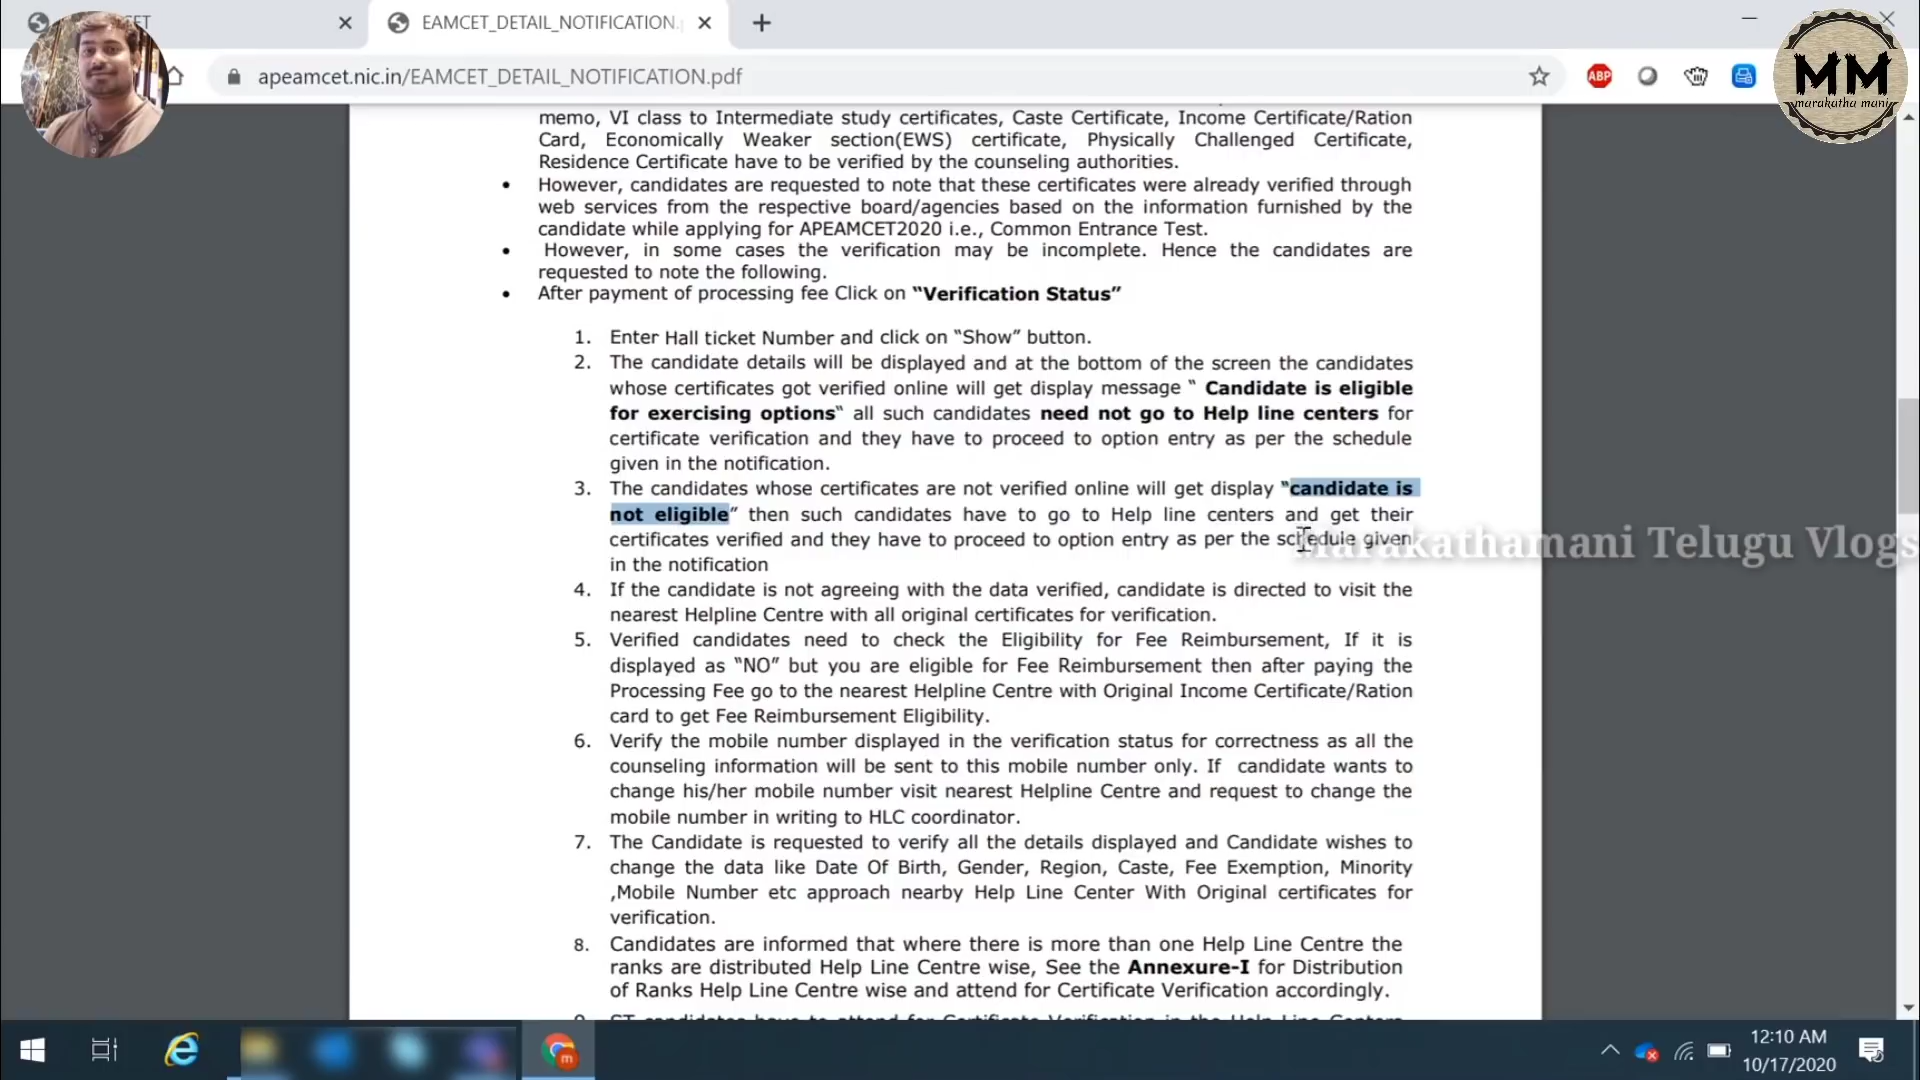 CET
EAMCET_DETAIL_NOTIFICATION.
apeamcet.nic.in/EAMCET_DETAIL_NOTIFICATION.pdf
ABP
MM
marakatha mani
memo, VI class to Intermediate study certificates, Caste Certificate, Income Certificate/Ration
Card, Economically Weaker section(EWS) certificate, Physically Challenged Certificate,
Residence Certificate have to be verified by the counseling authorities.
• However, candidates are requested to note that these certificates were already verified through
web services from the respective board/agencies based on the information furnished by the
candidate while applying for APEAMCET2020 i.e., Common Entrance Test.
• However, in some cases the verification may be incomplete. Hence the candidates are
requested to note the following.
• After payment of processing fee Click on “Verification Status”
1. Enter Hall ticket Number and click on “Show” button.
2. The candidate details will be displayed and at the bottom of the screen the candidates
whose certificates got verified online will get display message “ Candidate is eligible
for exercising options“ all such candidates need not go to Help line centers for
certificate verification and they have to proceed to option entry as per the schedule
given in the notification.
3. The candidates whose certificates are not verified online will get display “candidate is
not eligible” then such candidates have to go to Help line centers and get their
certificates verified and they have to proceed to option entry as per the schedule given
in the notification
Marakathamani Telugu Vlogs
4. If the candidate is not agreeing with the data verified, candidate is directed to visit the
nearest Helpline Centre with all original certificates for verification.
5. Verified candidates need to check the Eligibility for Fee Reimbursement, If it is
displayed as “NO” but you are eligible for Fee Reimbursement then after paying the
Processing Fee go to the nearest Helpline Centre with Original Income Certificate/Ration
card to get Fee Reimbursement Eligibility.
6. Verify the mobile number displayed in the verification status for correctness as all the
counseling information will be sent to this mobile number only. If candidate wants to
change his/her mobile number visit nearest Helpline Centre and request to change the
mobile number in writing to HLC coordinator.
7. The Candidate is requested to verify all the details displayed and Candidate wishes to
change the data like Date Of Birth, Gender, Region, Caste, Fee Exemption, Minority
,Mobile Number etc approach nearby Help Line Center With Original certificates for
verification.
8. Candidates are informed that where there is more than one Help Line Centre the
ranks are distributed Help Line Centre wise, See the Annexure-I for Distribution
of Ranks Help Line Centre wise and attend for Certificate Verification accordingly.
9. ST candidates have to attend for Certificate Verification in the Help Line Centers
12:10 AM
10/17/2020